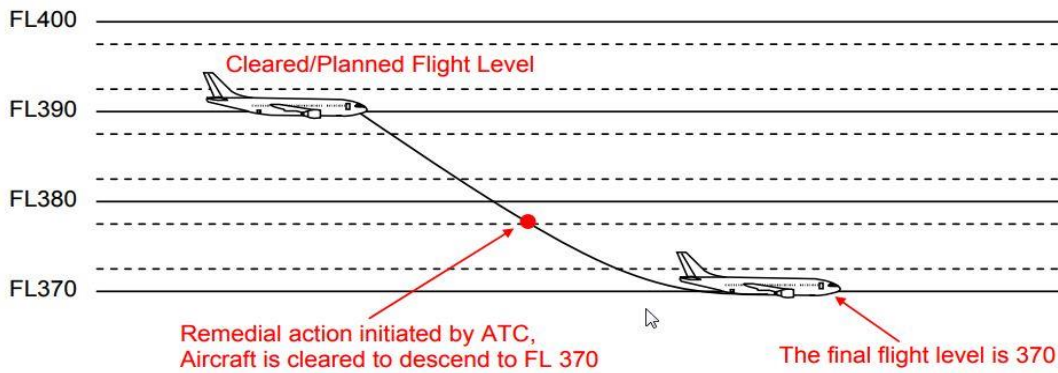 FL400
Cleared/Planned Flight Level
FL390
FL380
FL370
Remedial action initiated by ATC,
Aircraft is cleared to descend to FL 370
The final flight level is 370